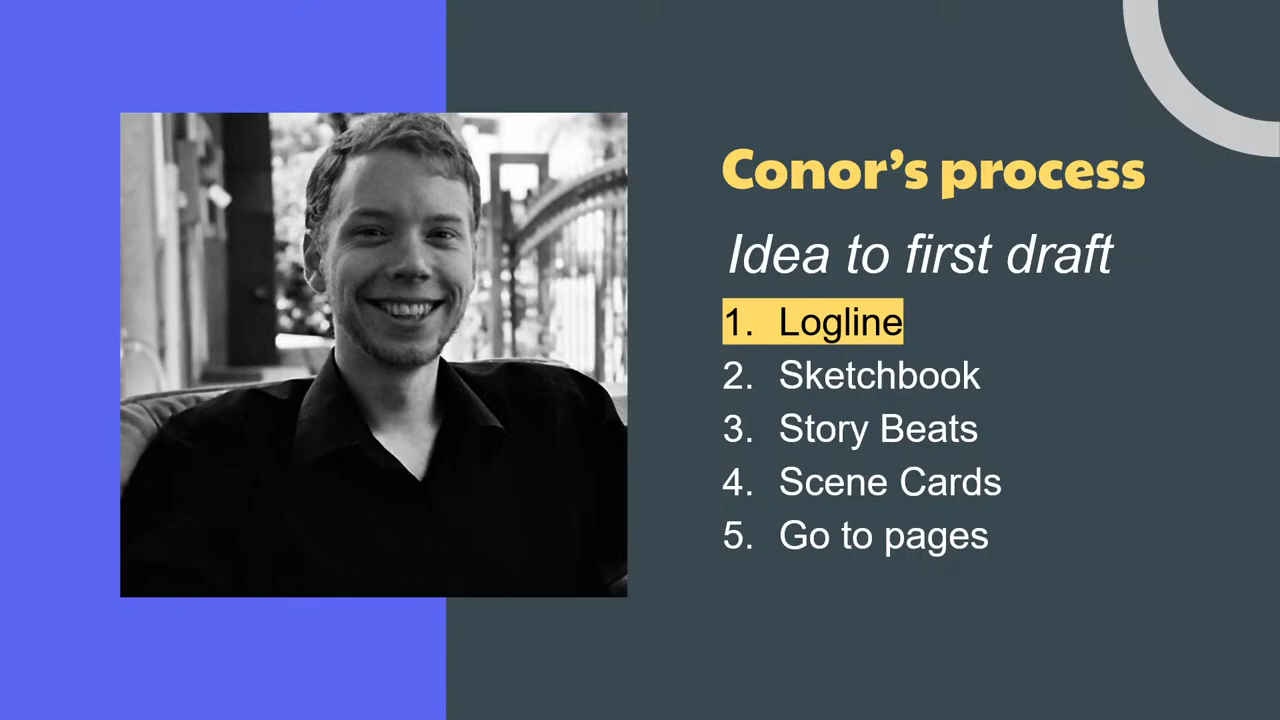 Conor’s process
Idea to first draft
1. Logline
2. Sketchbook
3. Story Beats
4. Scene Cards
5. Go to pages